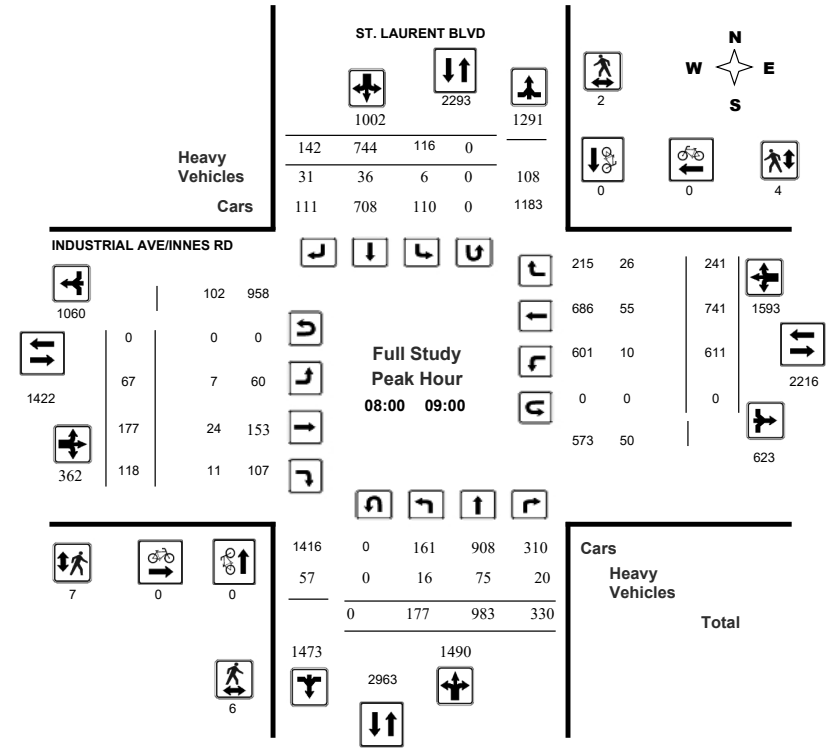 ST. LAURENT BLVD
N
W E
S
2293
2
1002 1291
142 744 116 0
Heavy
Vehicles
31 36 6 0 108
Cars
111 708 110 0 1183
0 0 4
INDUSTRIAL AVE/INNES RD
215 26 241
102 958
1060
686 55 741 1593
0 0 0
Full Study
Peak Hour
08:00 09:00
601 10 611
2216
67 7 60
1422
0 0 0
177 24 153
573 50
623
362
118 11 107
1416 0 161 908 310 Cars
57 0 16 75 20 Heavy
Vehicles
7 0 0
0 177 983 330 Total
1473 1490
2963
6